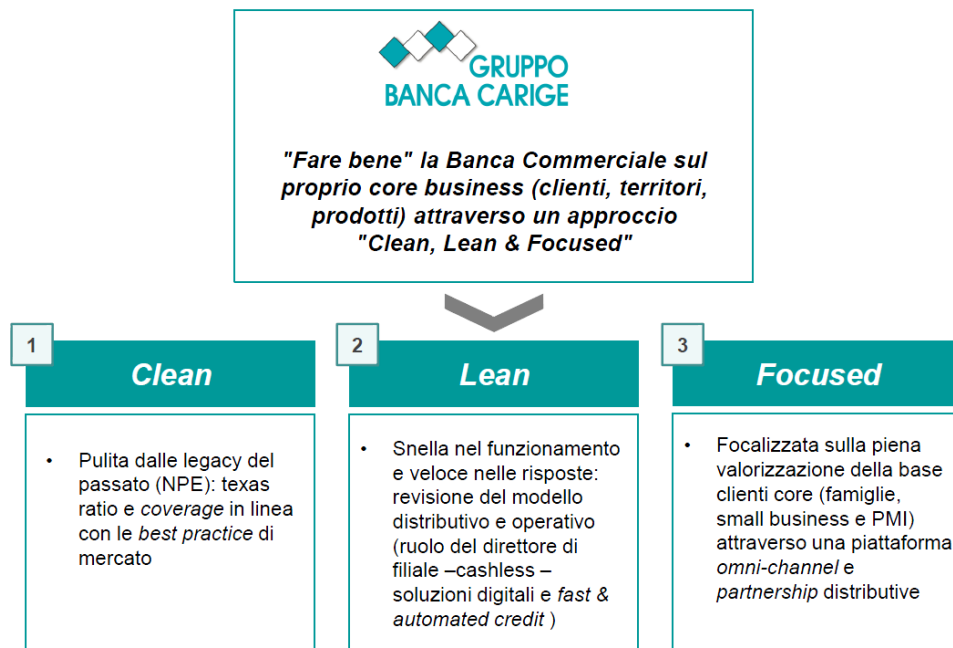 GRUPPO
BANCA CARIGE
"Fare bene" la Banca Commerciale sul
proprio core business (clienti, territori,
prodotti) attraverso un approccio
"Clean, Lean & Focused"
1
Clean
• Pulita dalle legacy del
passato (NPE): texas
ratio e coverage in linea
con le best practice di
mercato
2
Lean
• Snella nel funzionamento
e veloce nelle risposte:
revisione del modello
distributivo e operativo
(ruolo del direttore di
filiale –cashless –
soluzioni digitali e fast &
automated credit )
3
Focused
• Focalizzata sulla piena
valorizzazione della base
clienti core (famiglie,
small business e PMI)
attraverso una piattaforma
omni-channel e
partnership distributive